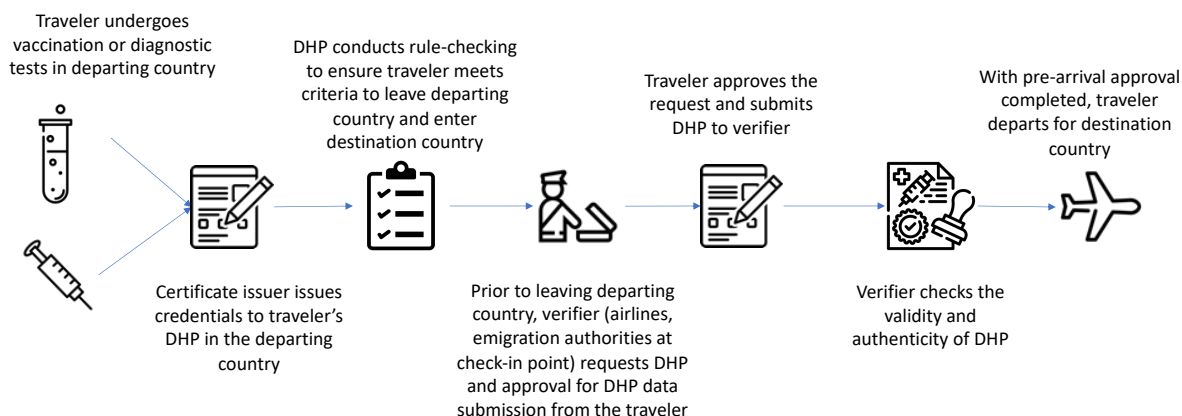 Traveler undergoes
vaccination or diagnostic
tests in departing country
Certificate issuer issues
credentials to traveler's
DHP in the departing
country
DHP conducts rule-checking
to ensure traveler meets
criteria to leave departing
country and enter
destination country
Prior to leaving departing
country, verifier (airlines,
emigration authorities at
check-in point) requests DHP
and approval for DHP data
submission from the traveler
Traveler approves the
request and submits
DHP to verifier
Verifier checks the
validity and
authenticity of DHP
With pre-arrival approval
completed, traveler
departs for destination
country